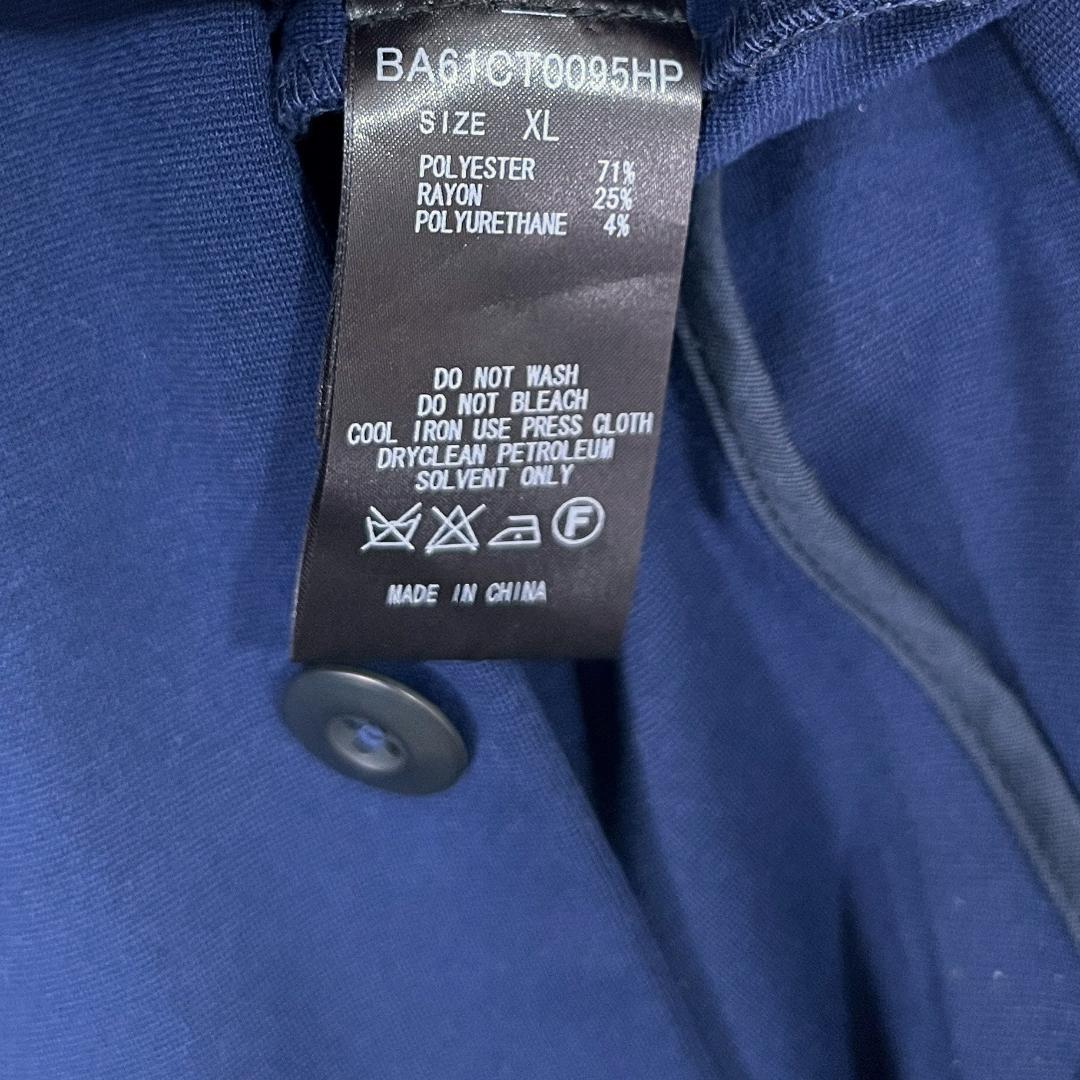 BA61CT0095HP
SIZE XL
POLYESTER 71%
RAYON 25%
POLYURETHANE 4%
DO NOT WASH
DO NOT BLEACH
COOL IRON USE PRESS CLOTH
DRYCLEAN PETROLEUM
SOLVENT ONLY
F
MADE IN CHINA